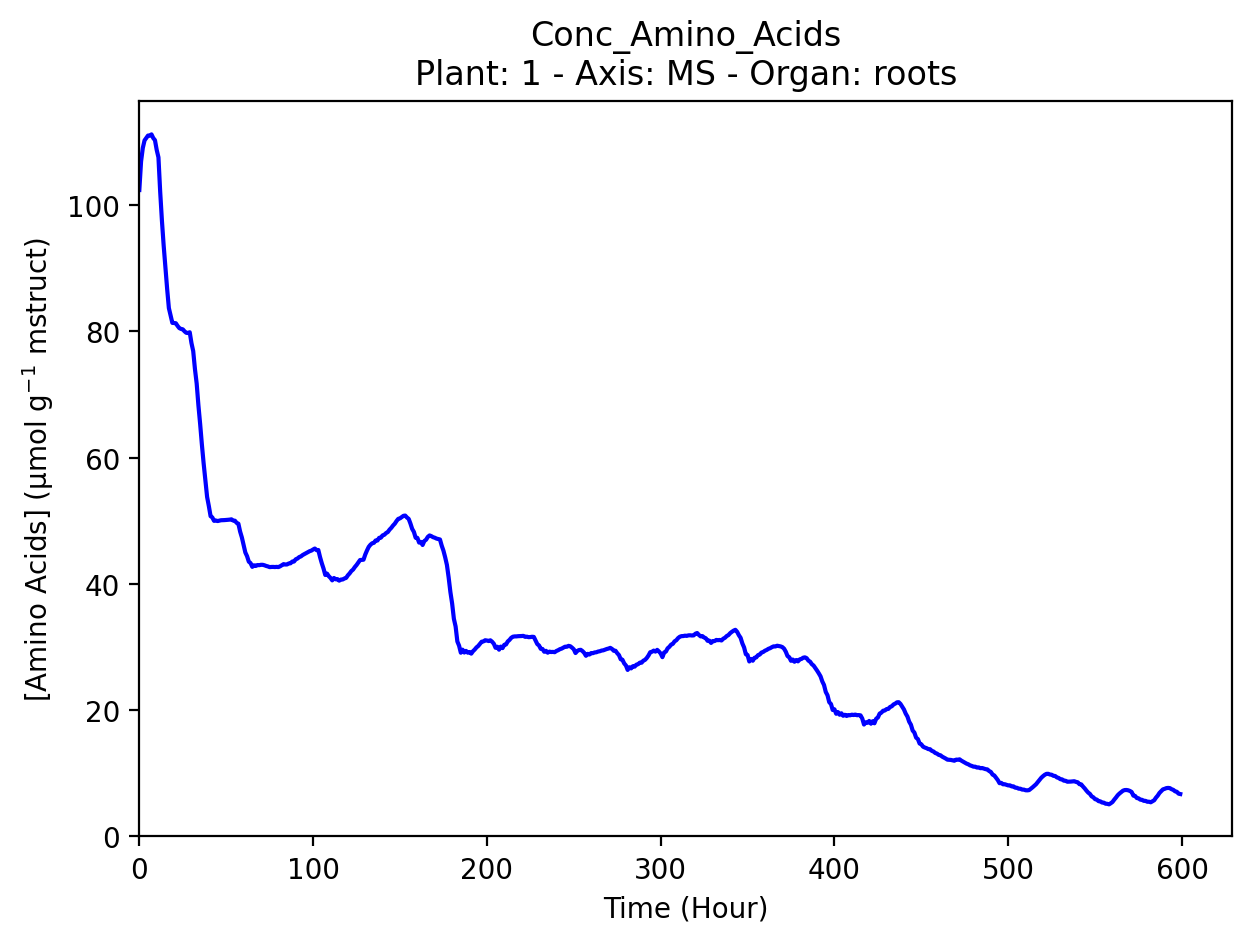 Conc_Amino_Acids
Plant: 1 - Axis: MS - Organ: roots
[Amino Acids] (µmol g⁻¹ mstruct)
100
80
60
40
20
0
0 100 200 300 400 500 600
Time (Hour)